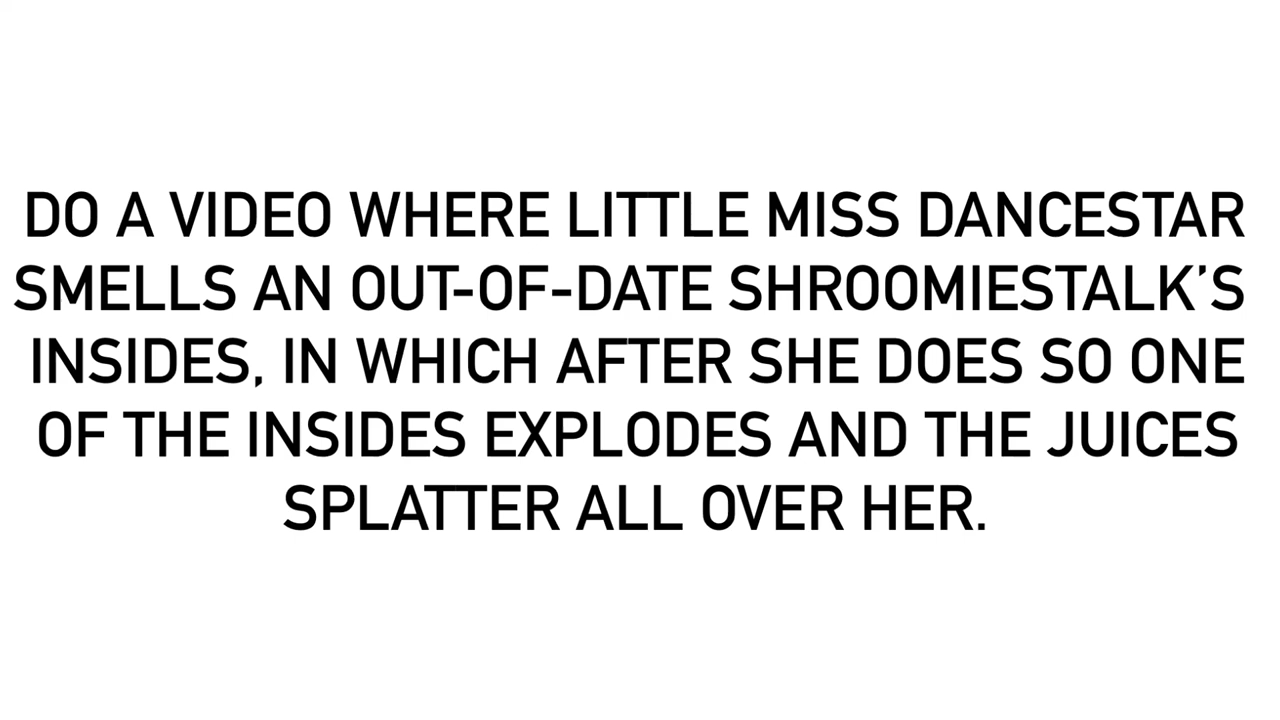 DO A VIDEO WHERE LITTLE MISS DANCESTAR
SMELLS AN OUT-OF-DATE SHROOMIESTALK’S
INSIDES, IN WHICH AFTER SHE DOES SO ONE
OF THE INSIDES EXPLODES AND THE JUICES
SPLATTER ALL OVER HER.